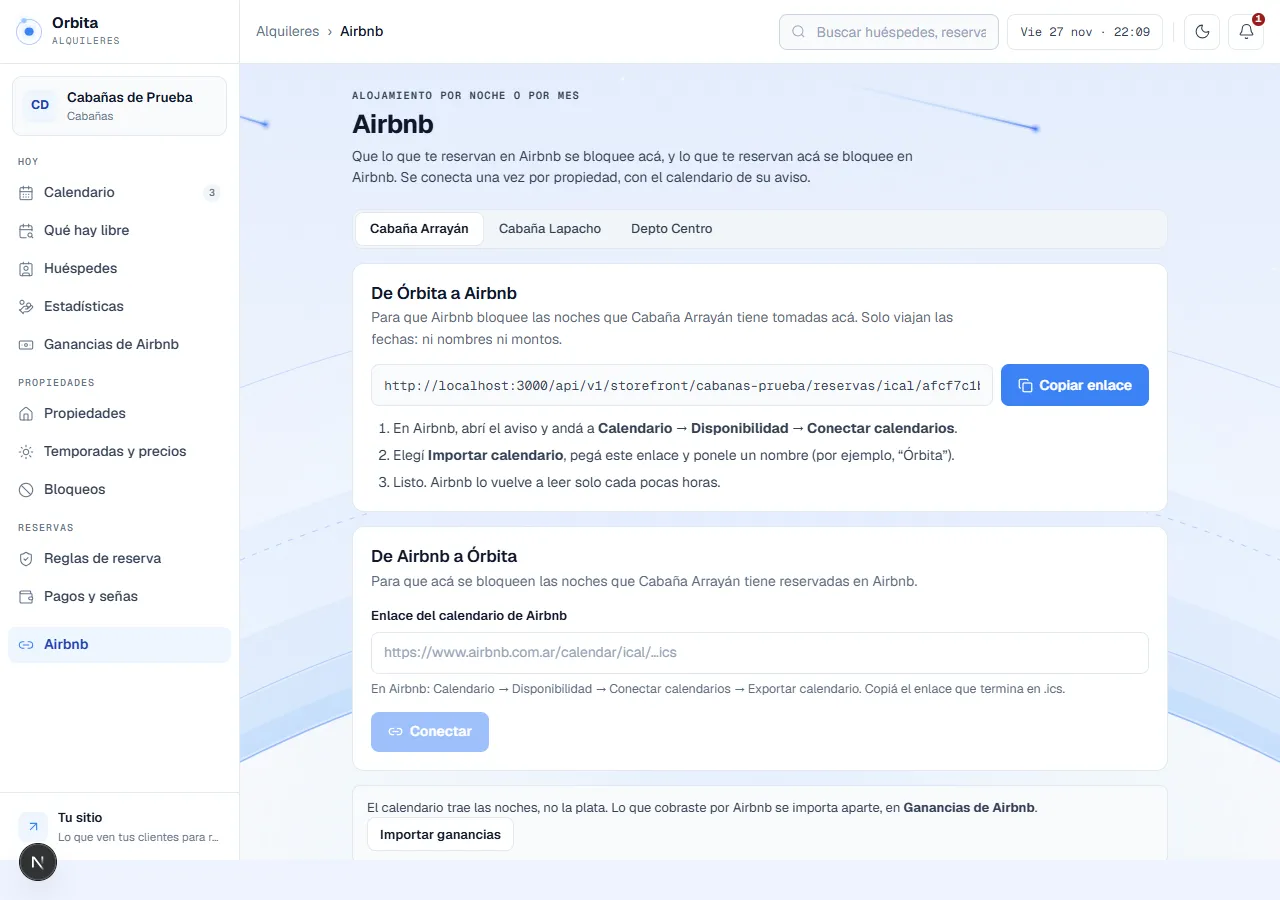 Orbita
ALQUILERES
Alquileres › Airbnb
Buscar huéspedes, reserva
Vie 27 nov · 22:09
1
CD
Cabañas de Prueba
Cabañas
HOY
Calendario
3
Qué hay libre
Huéspedes
Estadísticas
Ganancias de Airbnb
PROPIEDADES
Propiedades
Temporadas y precios
Bloqueos
RESERVAS
Reglas de reserva
Pagos y señas
Airbnb
Tu sitio
Lo que ven tus clientes para r…
N
ALOJAMIENTO POR NOCHE O POR MES
Airbnb
Que lo que te reservan en Airbnb se bloquee acá, y lo que te reservan acá se bloquee en
Airbnb. Se conecta una vez por propiedad, con el calendario de su aviso.
Cabaña Arrayán
Cabaña Lapacho
Depto Centro
De Órbita a Airbnb
Para que Airbnb bloquee las noches que Cabaña Arrayán tiene tomadas acá. Solo viajan las
fechas: ni nombres ni montos.
http://localhost:3000/api/v1/storefront/cabanas-prueba/reservas/ical/afcf7c1b
Copiar enlace
1. En Airbnb, abrí el aviso y andá a Calendario → Disponibilidad → Conectar calendarios.
2. Elegí Importar calendario, pegá este enlace y ponele un nombre (por ejemplo, “Órbita”).
3. Listo. Airbnb lo vuelve a leer solo cada pocas horas.
De Airbnb a Órbita
Para que acá se bloqueen las noches que Cabaña Arrayán tiene reservadas en Airbnb.
Enlace del calendario de Airbnb
https://www.airbnb.com.ar/calendar/ical/…ics
En Airbnb: Calendario → Disponibilidad → Conectar calendarios → Exportar calendario. Copiá el enlace que termina en .ics.
Conectar
El calendario trae las noches, no la plata. Lo que cobraste por Airbnb se importa aparte, en Ganancias de Airbnb.
Importar ganancias